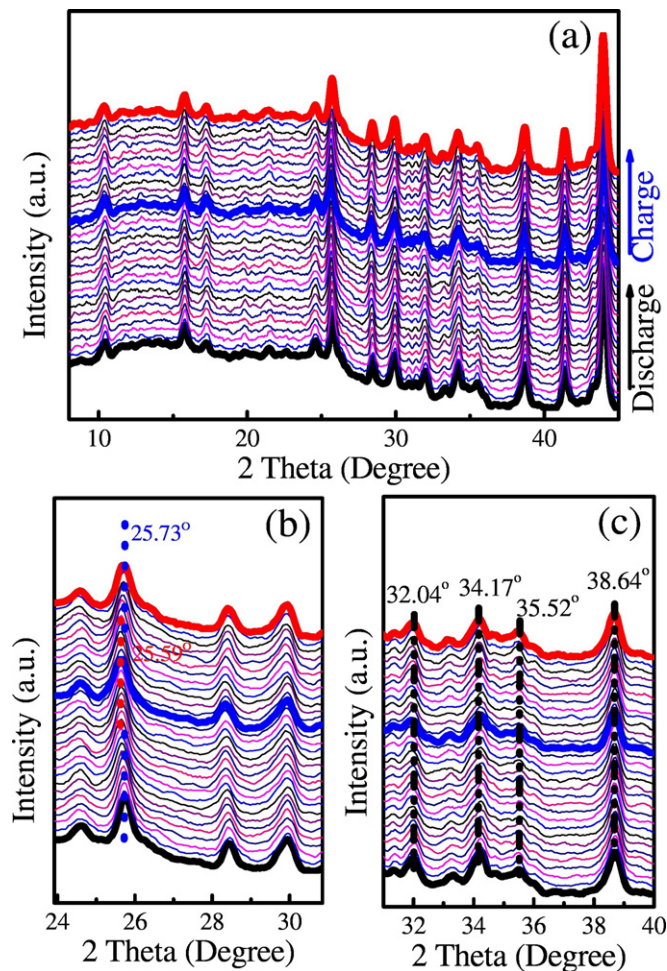 (a)
Intensity (a.u.)
Charge
Discharge
10 20 30 40
2 Theta (Degree)
(b)
25.73°
25.59°
Intensity (a.u.)
24 26 28 30
2 Theta (Degree)
(c)
32.04° 34.17° 35.52° 38.64°
Intensity (a.u.)
32 34 36 38 40
2 Theta (Degree)